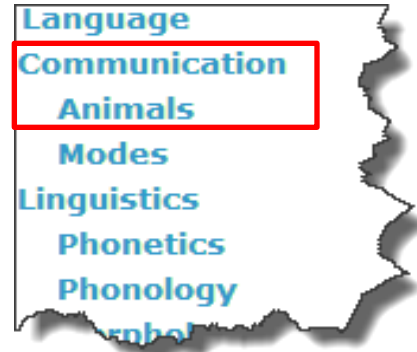 Language
Communication
Animals
Modes
Linguistics
Phonetics
Phonology